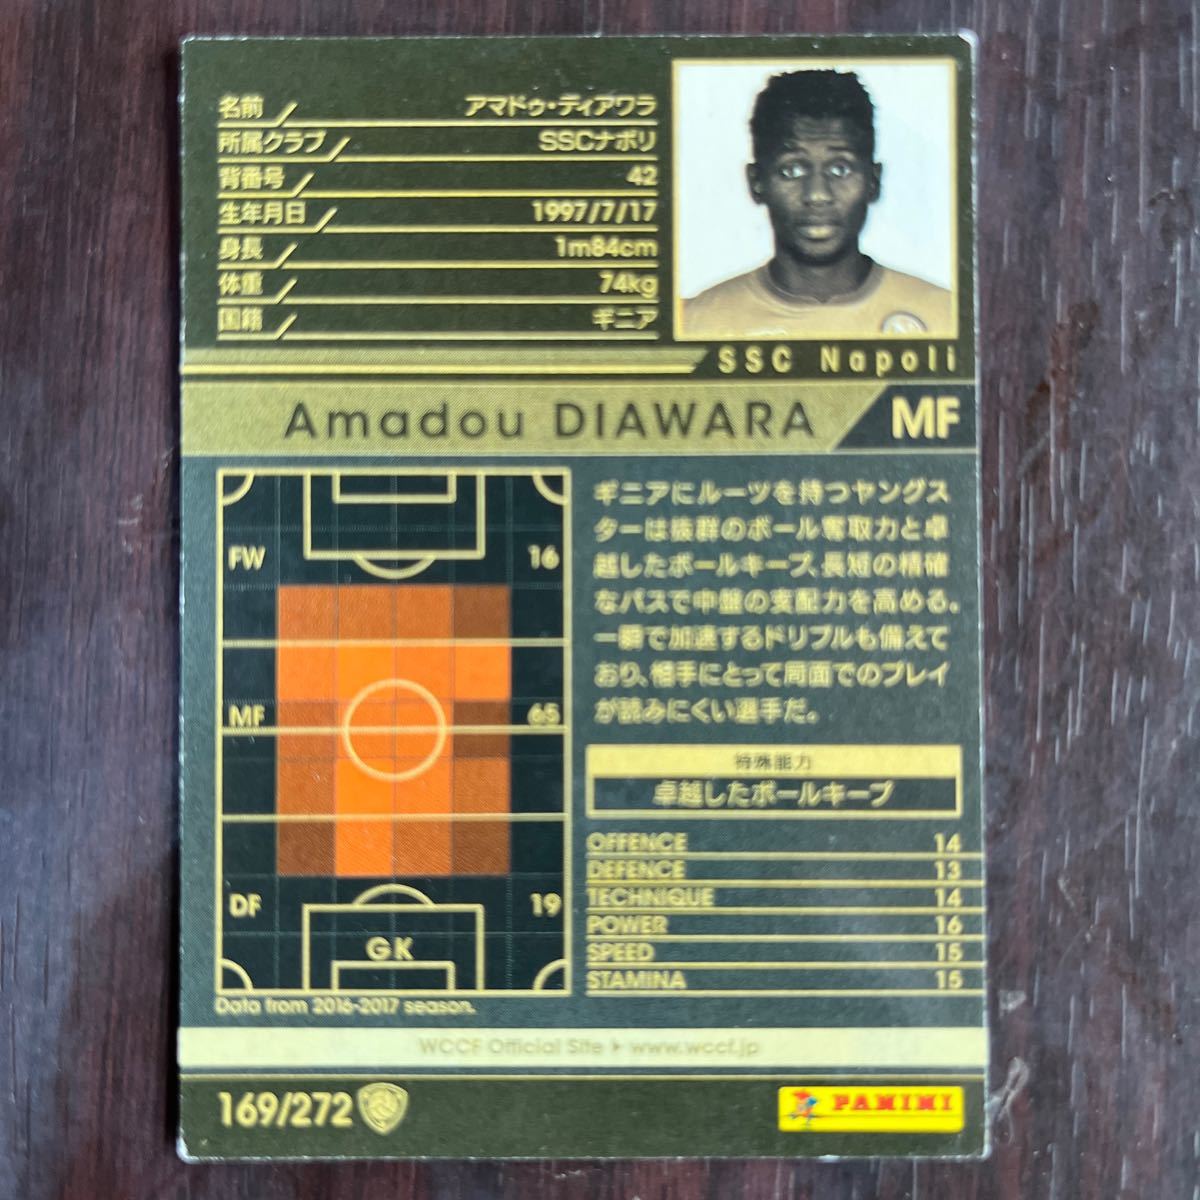 名前 アマドゥ・ディアワラ
所属クラブ SSCナポリ
背番号 42
生年月日 1997/7/17
身長 1m84cm
体重 74kg
国籍 ギニア
SSC Napoli
Amadou DIAWARA MF
FW 16
MF 65
DF 19
GK
Data from 2016-2017 season.
ギニアにルーツを持つヤングス
ターは抜群のボール奪取力と卓
越したボールキープ、長短の精確
なパスで中盤の支配力を高める。
一瞬で加速するドリブルも備えて
おり、相手にとって局面でのプレイ
が読みにくい選手だ。
特殊能力
卓越したボールキープ
OFFENCE 14
DEFENCE 13
TECHNIQUE 14
POWER 16
SPEED 15
STAMINA 15
WCCF Official Site ▶ www.wccf.jp
169/272
PANINI